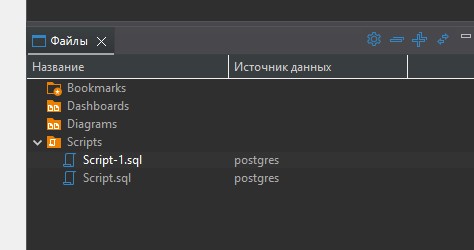 Файлы
Название Источник данных
Bookmarks
Dashboards
Diagrams
Scripts
Script-1.sql postgres
Script.sql postgres